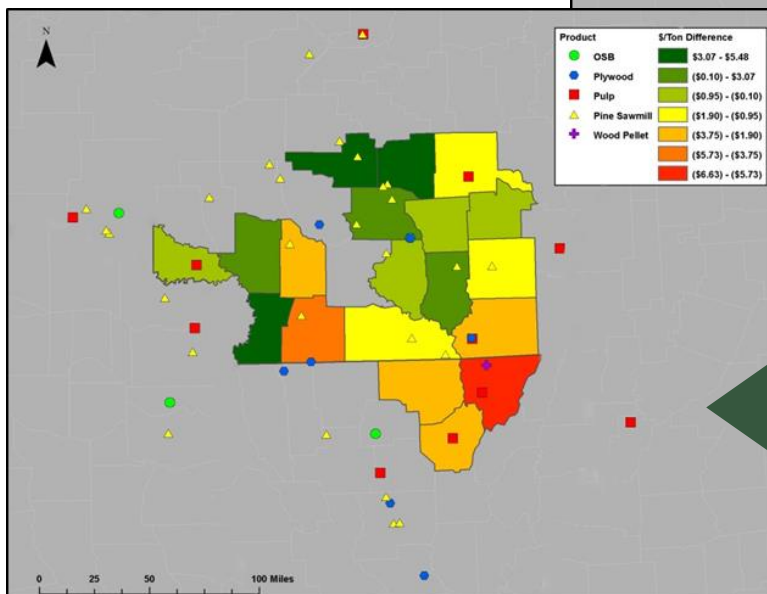 N
Product
OSB
Plywood
Pulp
Pine Sawmill
Wood Pellet
$/Ton Difference
$3.07 - $5.48
($0.10) - $3.07
($0.95) - ($0.10)
($1.90) - ($0.95)
($3.75) - ($1.90)
($5.73) - ($3.75)
($6.63) - ($5.73)
0 25 50 100 Miles